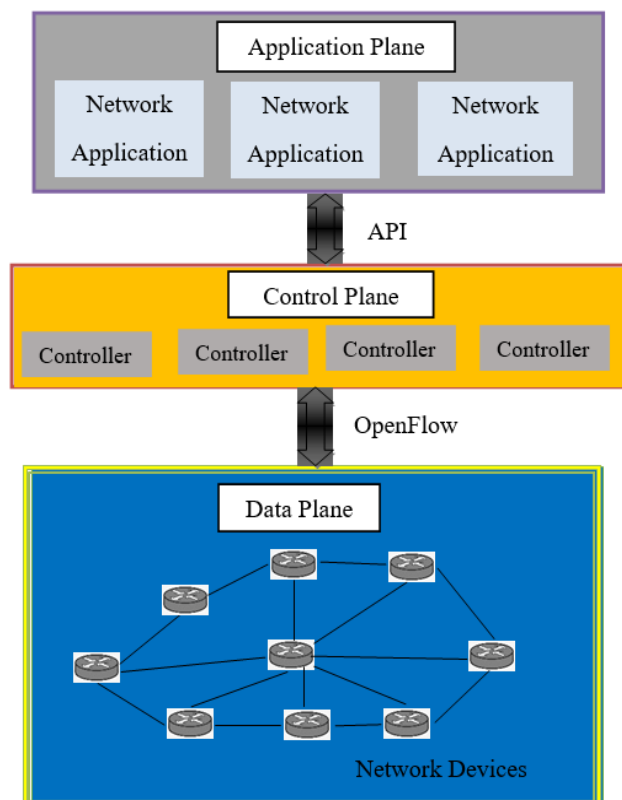 Application Plane
Network
Application
Network
Application
Network
Application
API
Control Plane
Controller
Controller
Controller
Controller
OpenFlow
Data Plane
Network Devices